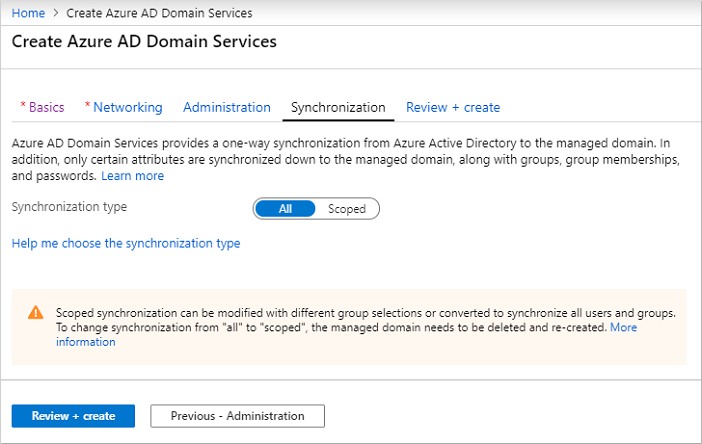 Home > Create Azure AD Domain Services
Create Azure AD Domain Services
* Basics * Networking Administration Synchronization Review + create
Azure AD Domain Services provides a one-way synchronization from Azure Active Directory to the managed domain. In
addition, only certain attributes are synchronized down to the managed domain, along with groups, group memberships,
and passwords. Learn more
Synchronization type All Scoped
Help me choose the synchronization type
Scoped synchronization can be modified with different group selections or converted to synchronize all users and groups.
To change synchronization from "all" to "scoped", the managed domain needs to be deleted and re-created. More
information
Review + create Previous - Administration